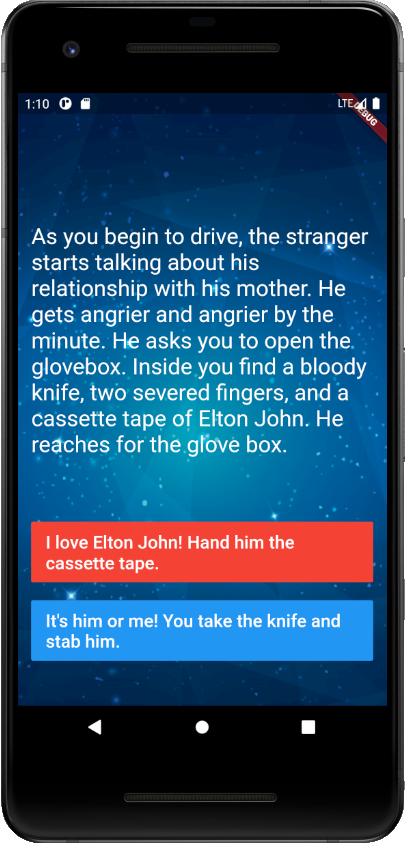 1:10
LTE
DEBUG
As you begin to drive, the stranger
starts talking about his
relationship with his mother. He
gets angrier and angrier by the
minute. He asks you to open the
glovebox. Inside you find a bloody
knife, two severed fingers, and a
cassette tape of Elton John. He
reaches for the glove box.
I love Elton John! Hand him the
cassette tape.
It's him or me! You take the knife and
stab him.